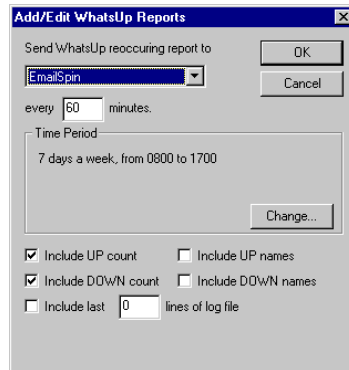 Add/Edit WhatsUp Reports
Send WhatsUp reoccuring report to
OK
EmailSpin
Cancel
every 60 minutes.
Time Period
7 days a week, from 0800 to 1700
Change...
Include UP count
Include UP names
Include DOWN count
Include DOWN names
Include last 0 lines of log file